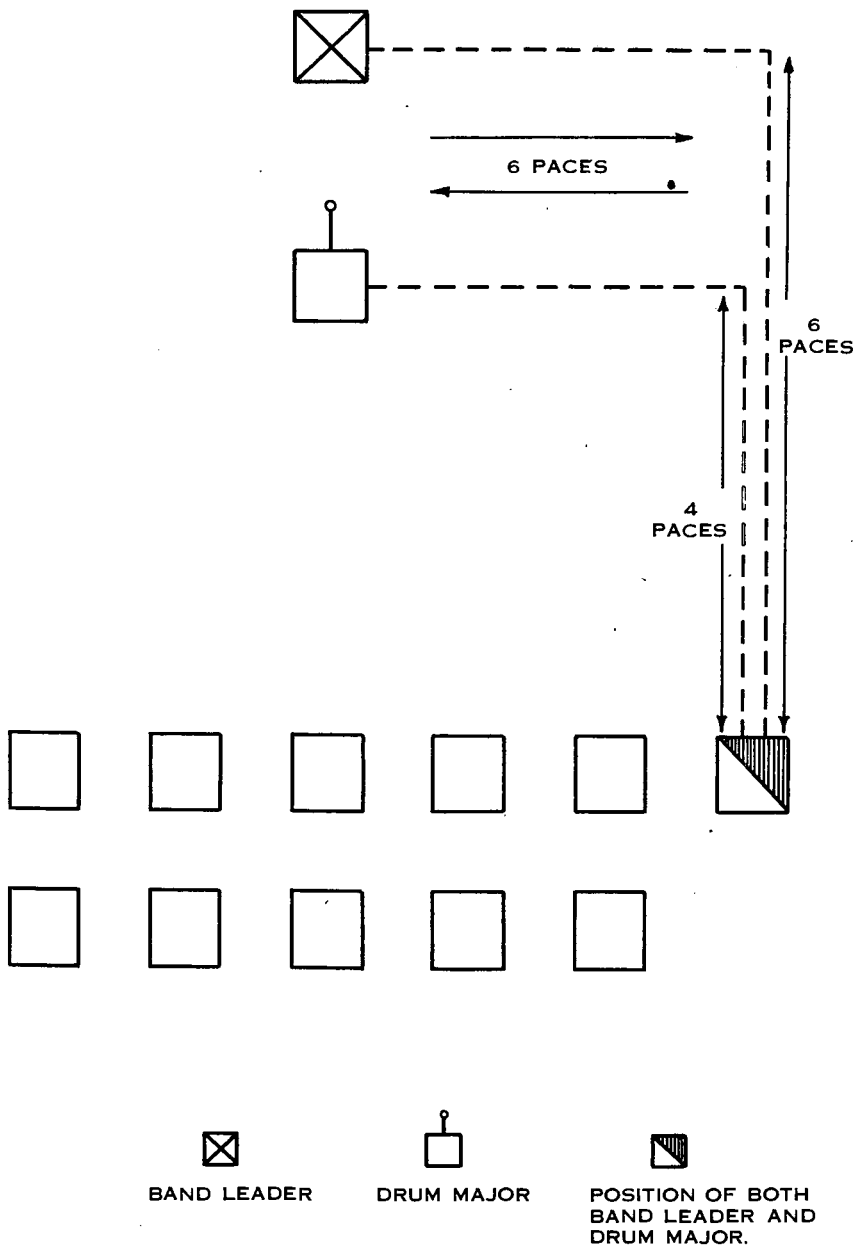 6 PACES
6
PACES
4
PACES
BAND LEADER
DRUM MAJOR
POSITION OF BOTH
BAND LEADER AND
DRUM MAJOR.